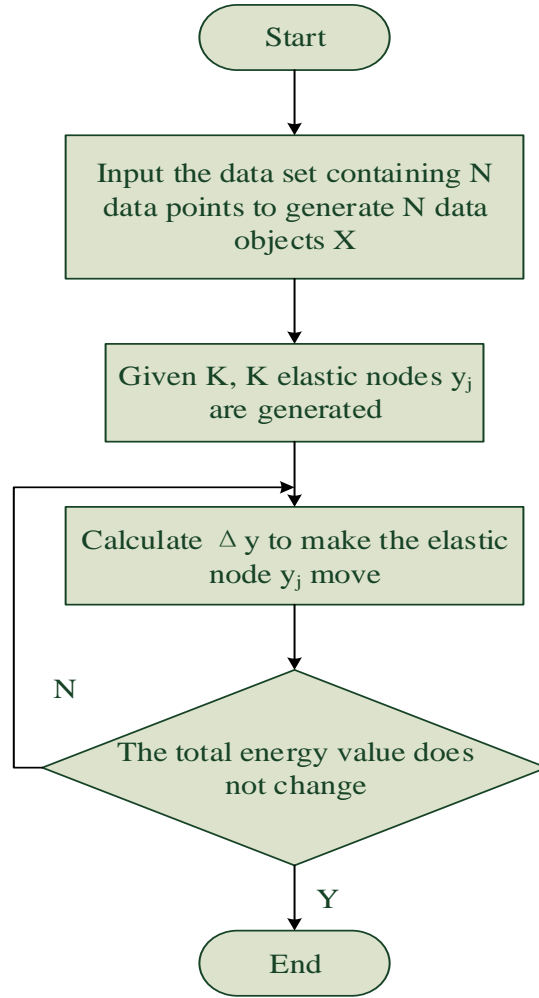 Start
Input the data set containing N
data points to generate N data
objects X
Given K, K elastic nodes yj
are generated
Calculate Δ y to make the elastic
node yj move
N
The total energy value does
not change
Y
End